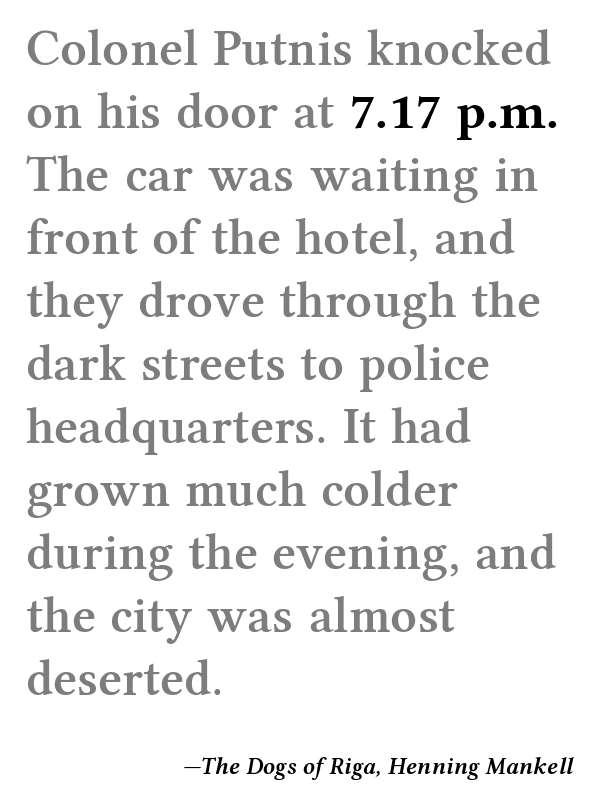 Colonel Putnis knocked
on his door at 7.17 p.m.
The car was waiting in
front of the hotel, and
they drove through the
dark streets to police
headquarters. It had
grown much colder
during the evening, and
the city was almost
deserted.
—The Dogs of Riga, Henning Mankell